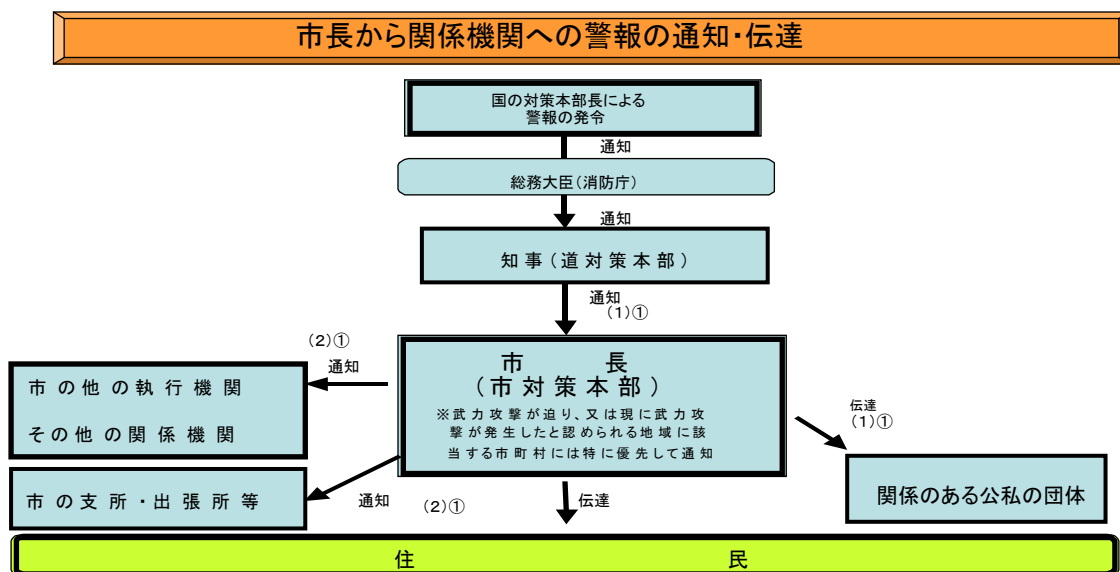 市長から関係機関への警報の通知・伝達
国の対策本部長による
警報の発令
通知
総務大臣(消防庁)
通知
知事(道対策本部)
通知
(1)①
(2)①
通知
市の他の執行機関
その他の関係機関
市長
(市対策本部)
※武力攻撃が迫り、又は現に武力攻
撃が発生したと認められる地域に該
当する市町村には特に優先して通知
伝達
(1)①
関係のある公私の団体
市の支所・出張所等
通知
(2)①
伝達
住民